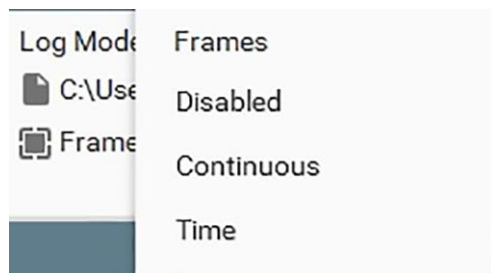 Log Mode
Frames
C:\Use
Disabled
Frame
Continuous
Time